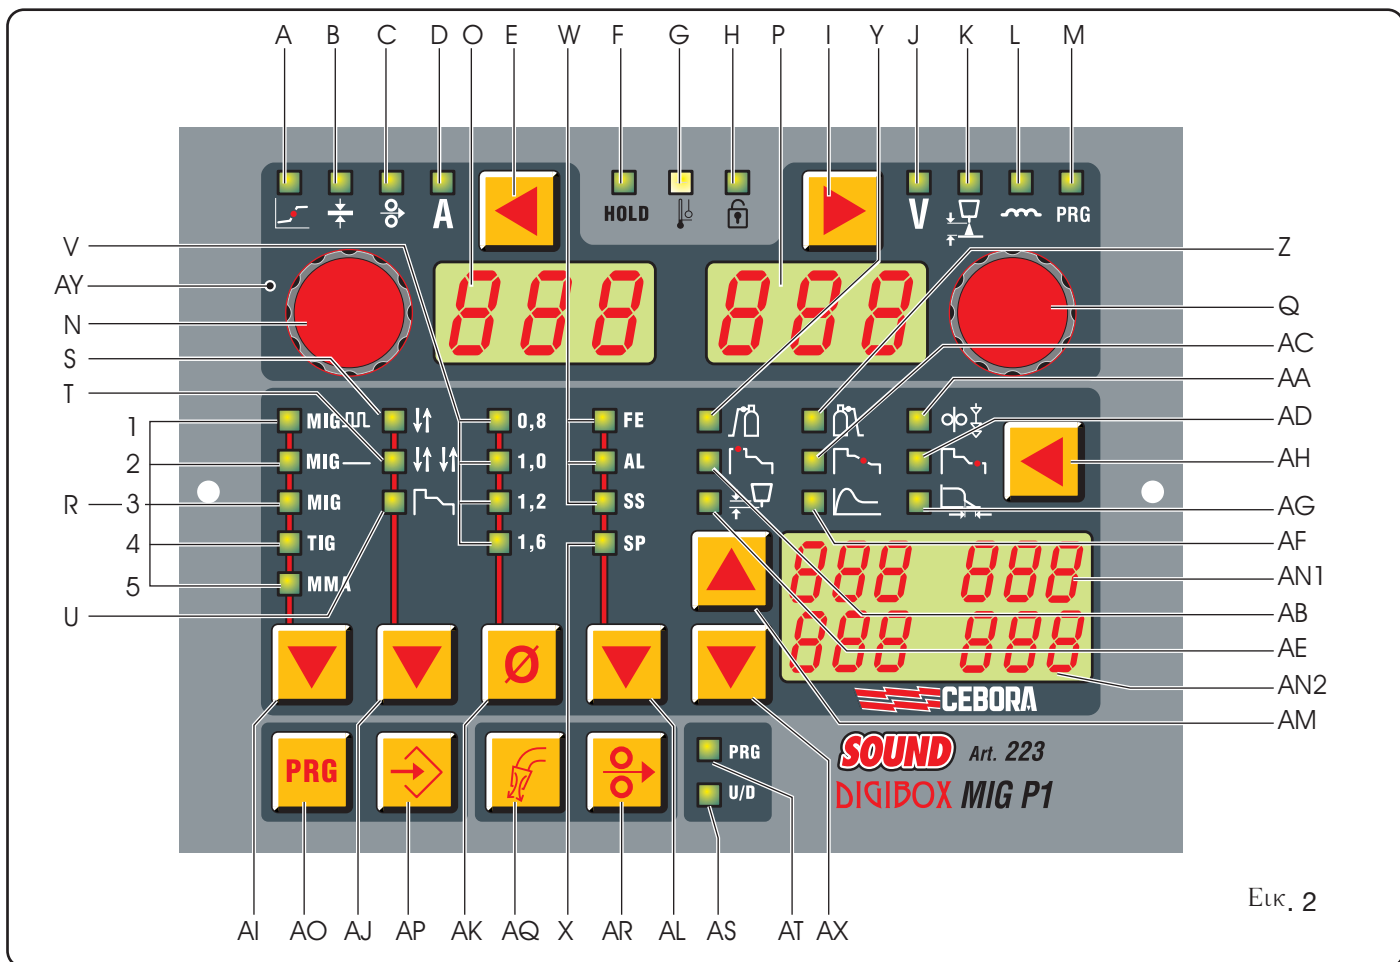 A B C D O E W F G H P I Y J K L M
A HOLD V PRG
V
AY
N
S
T
Z
Q
AC
AA
AD
AH
AG
AF
AN1
AB
AE
AN2
AM
888 888
1 MIG 0,8 FE
2 MIG 1,0 AL
R 3 MIG 1,2 SS
4 TIG 1,6 SP
5 MMA
U
888 888
888 888
Ø
CEBORA
PRG
PRG
U/D
SOUND Art. 223
DIGIBOX MIG P1
Εικ. 2
AI AO AJ AP AK AQ X AR AL AS AT AX